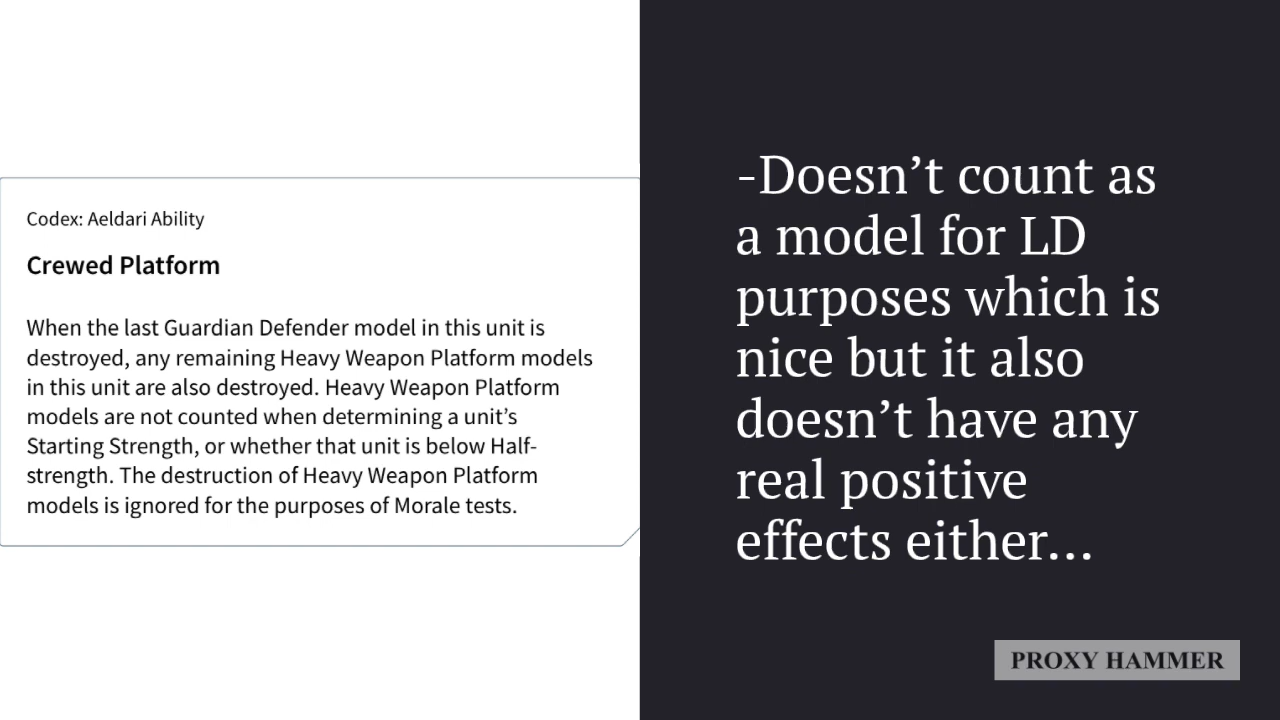 Codex: Aeldari Ability
Crewed Platform
When the last Guardian Defender model in this unit is
destroyed, any remaining Heavy Weapon Platform models
in this unit are also destroyed. Heavy Weapon Platform
models are not counted when determining a unit's
Starting Strength, or whether that unit is below Half-
strength. The destruction of Heavy Weapon Platform
models is ignored for the purposes of Morale tests.
-Doesn’t count as
a model for LD
purposes which is
nice but it also
doesn’t have any
real positive
effects either...
PROXY HAMMER